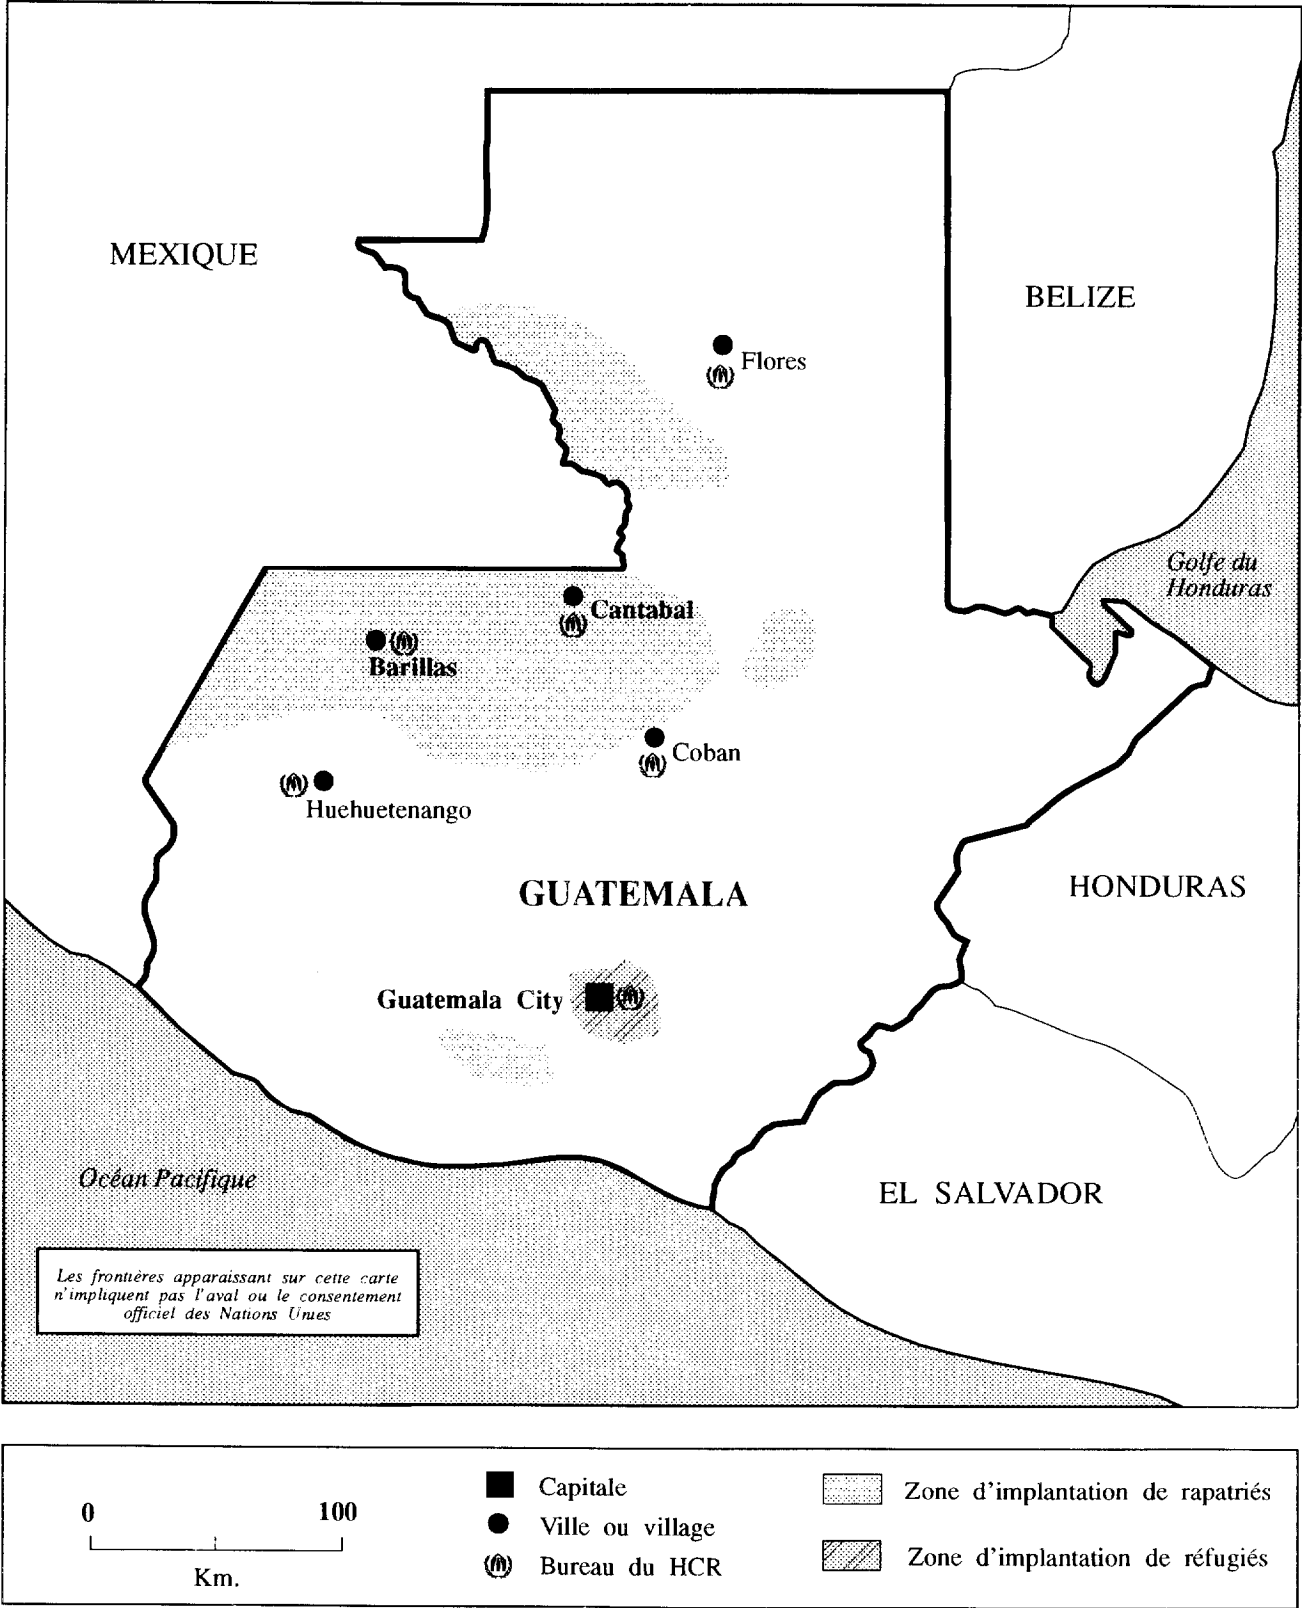 MEXIQUE
BELIZE
Flores
Golfe du
Honduras
Cantabal
Barillas
Coban
Huehuetenango
GUATEMALA
HONDURAS
Guatemala City
Océan Pacifique
EL SALVADOR
Les frontières apparaissant sur cette carte
n'impliquent pas l'aval ou le consentement
officiel des Nations Unies
0 100
Km.
Capitale
Ville ou village
Bureau du HCR
Zone d'implantation de rapatriés
Zone d'implantation de réfugiés